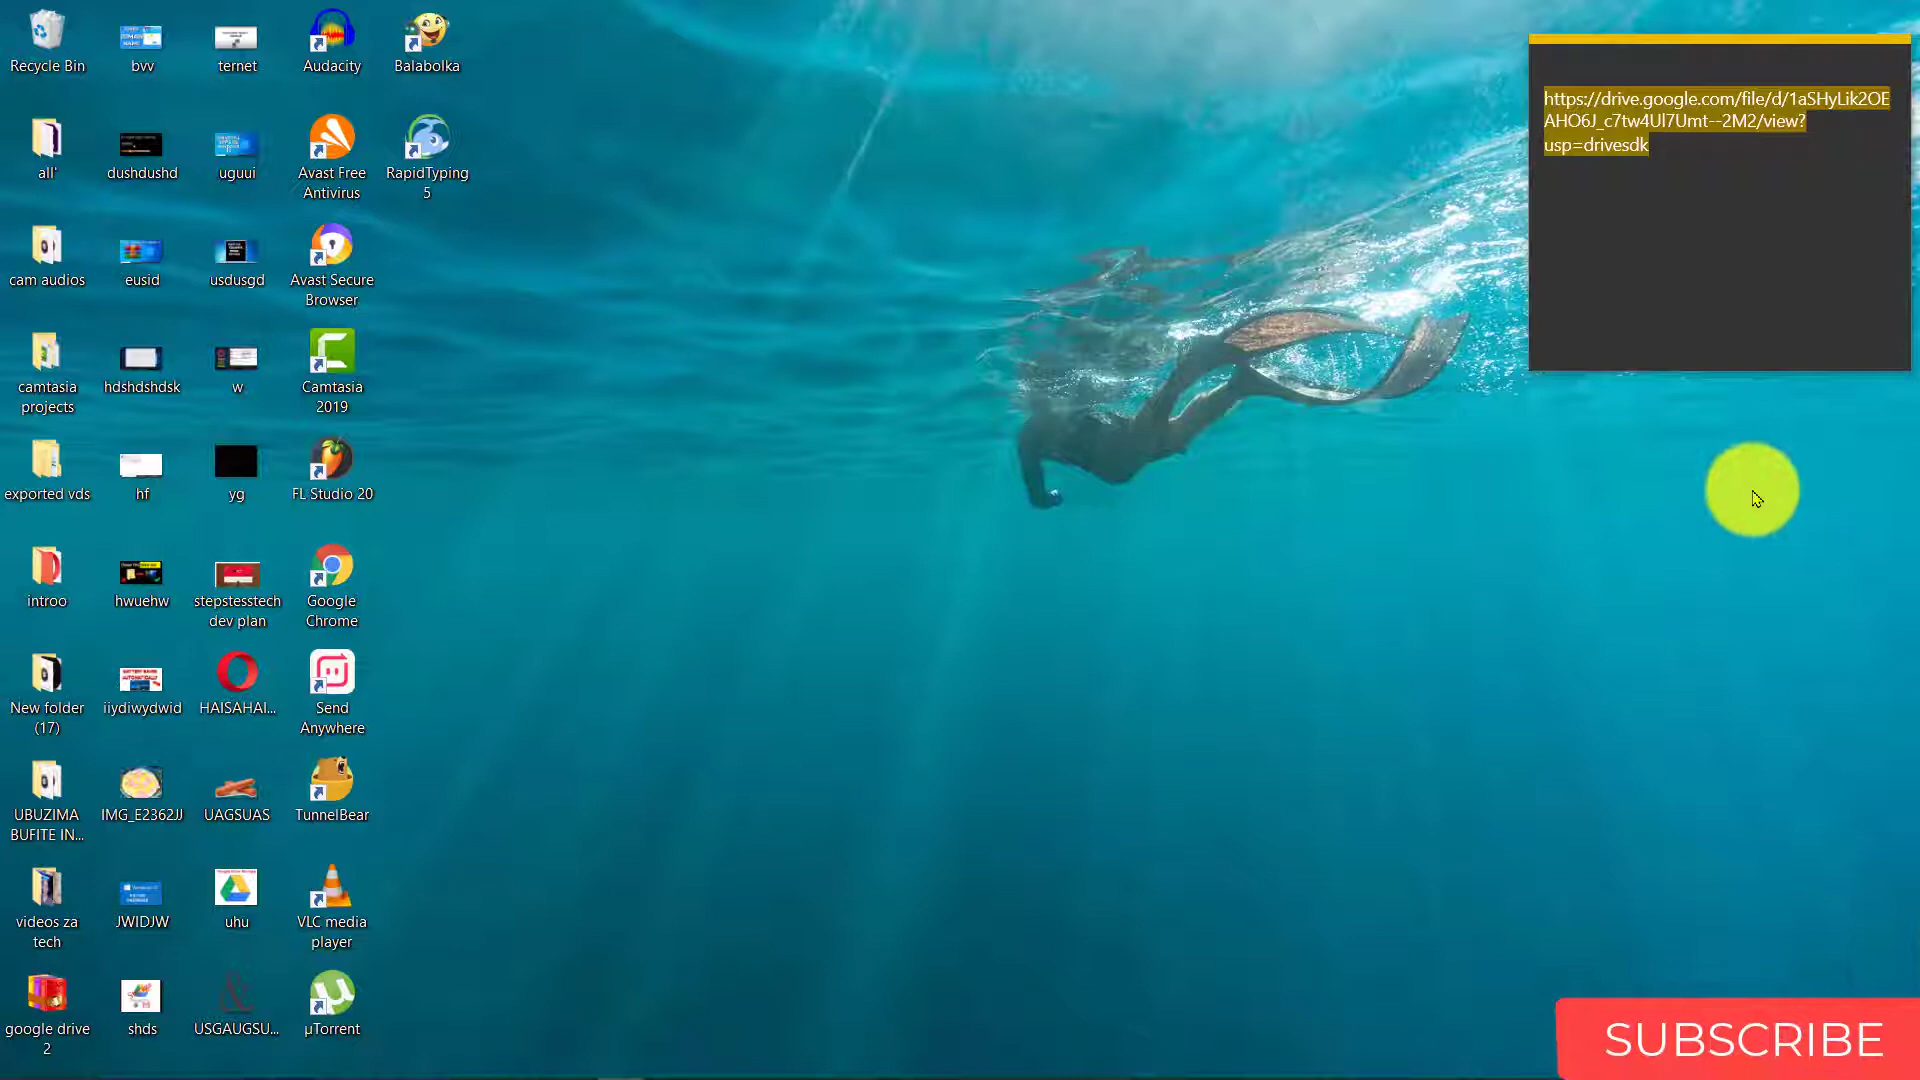 Recycle Bin
bvv
ternet
Audacity
Balabolka
all'
dushdushd
uguui
Avast Free
Antivirus
RapidTyping
5
cam audios
eusid
usdusgd
Avast Secure
Browser
camtasia
projects
hdshdshdsk
w
Camtasia
2019
exported vds
hf
yg
FL Studio 20
introo
hwuehw
stepstesstech
dev plan
Google
Chrome
New folder
(17)
iiydiwydwid
HAISAHAI...
Send
Anywhere
UBUZIMA
BUFITE IN...
IMG_E2362JJ
UAGSUAS
TunnelBear
videos za
tech
JWIDJW
uhu
VLC media
player
google drive
2
shds
USGAUGSU...
µTorrent
https://drive.google.com/file/d/1aSHyLik2OE
AHO6J_c7tw4Ul7Umt--2M2/view?
usp=drivesdk
SUBSCRIBE